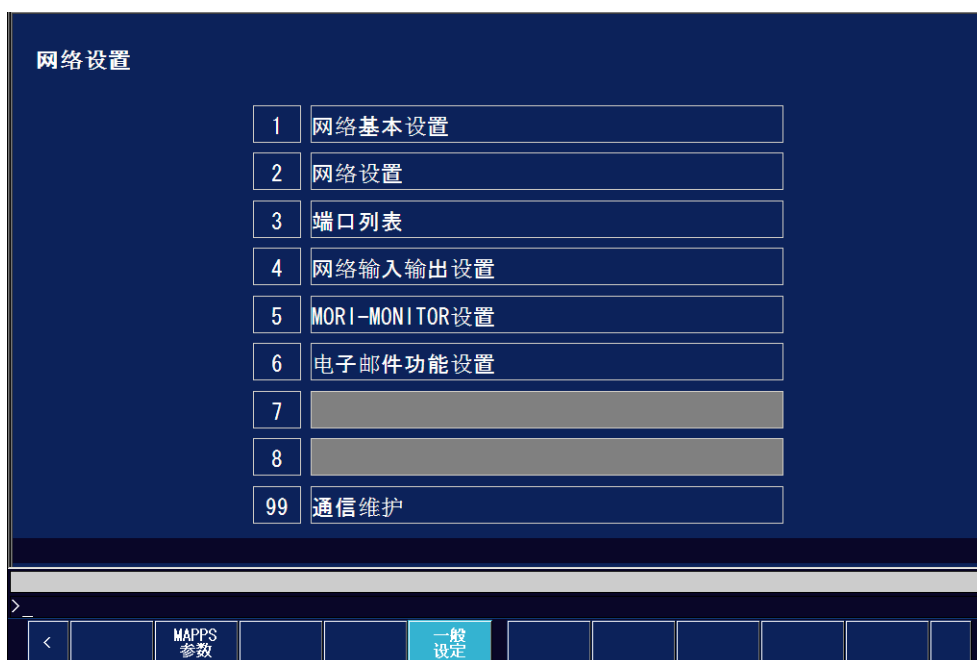 网络设置
1 网络基本设置
2 网络设置
3 端口列表
4 网络输入输出设置
5 MORI-MONITOR设置
6 电子邮件功能设置
7
8
99 通信维护
>_
< MAPPS 一般
参数 设定